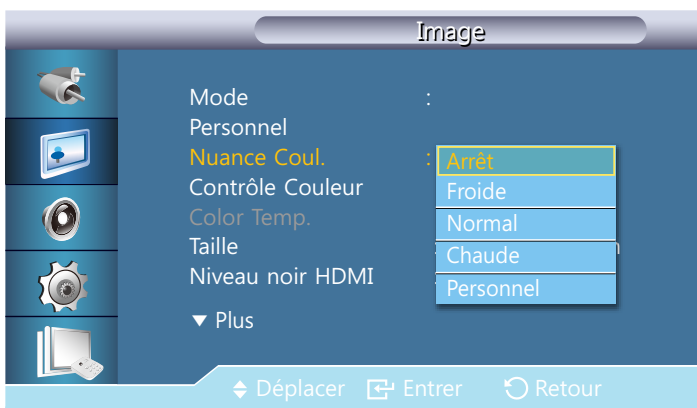 Image
Mode :
Personnel
Nuance Coul. : Arrêt
Froide
Contrôle Couleur
Normal
Color Temp.
Chaude
Taille :
Personnel
Niveau noir HDMI :
▼ Plus
Déplacer Entrer Retour